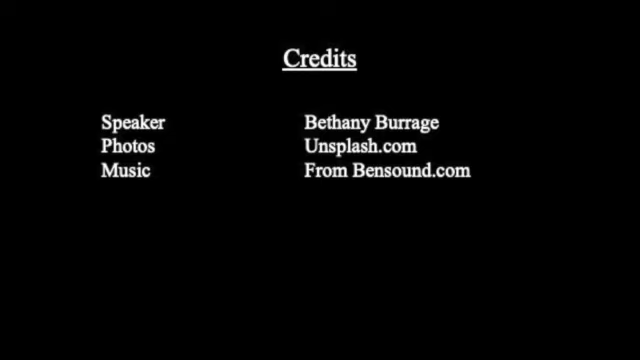 Credits
Speaker Bethany Burrage
Photos Unsplash.com
Music From Bensound.com